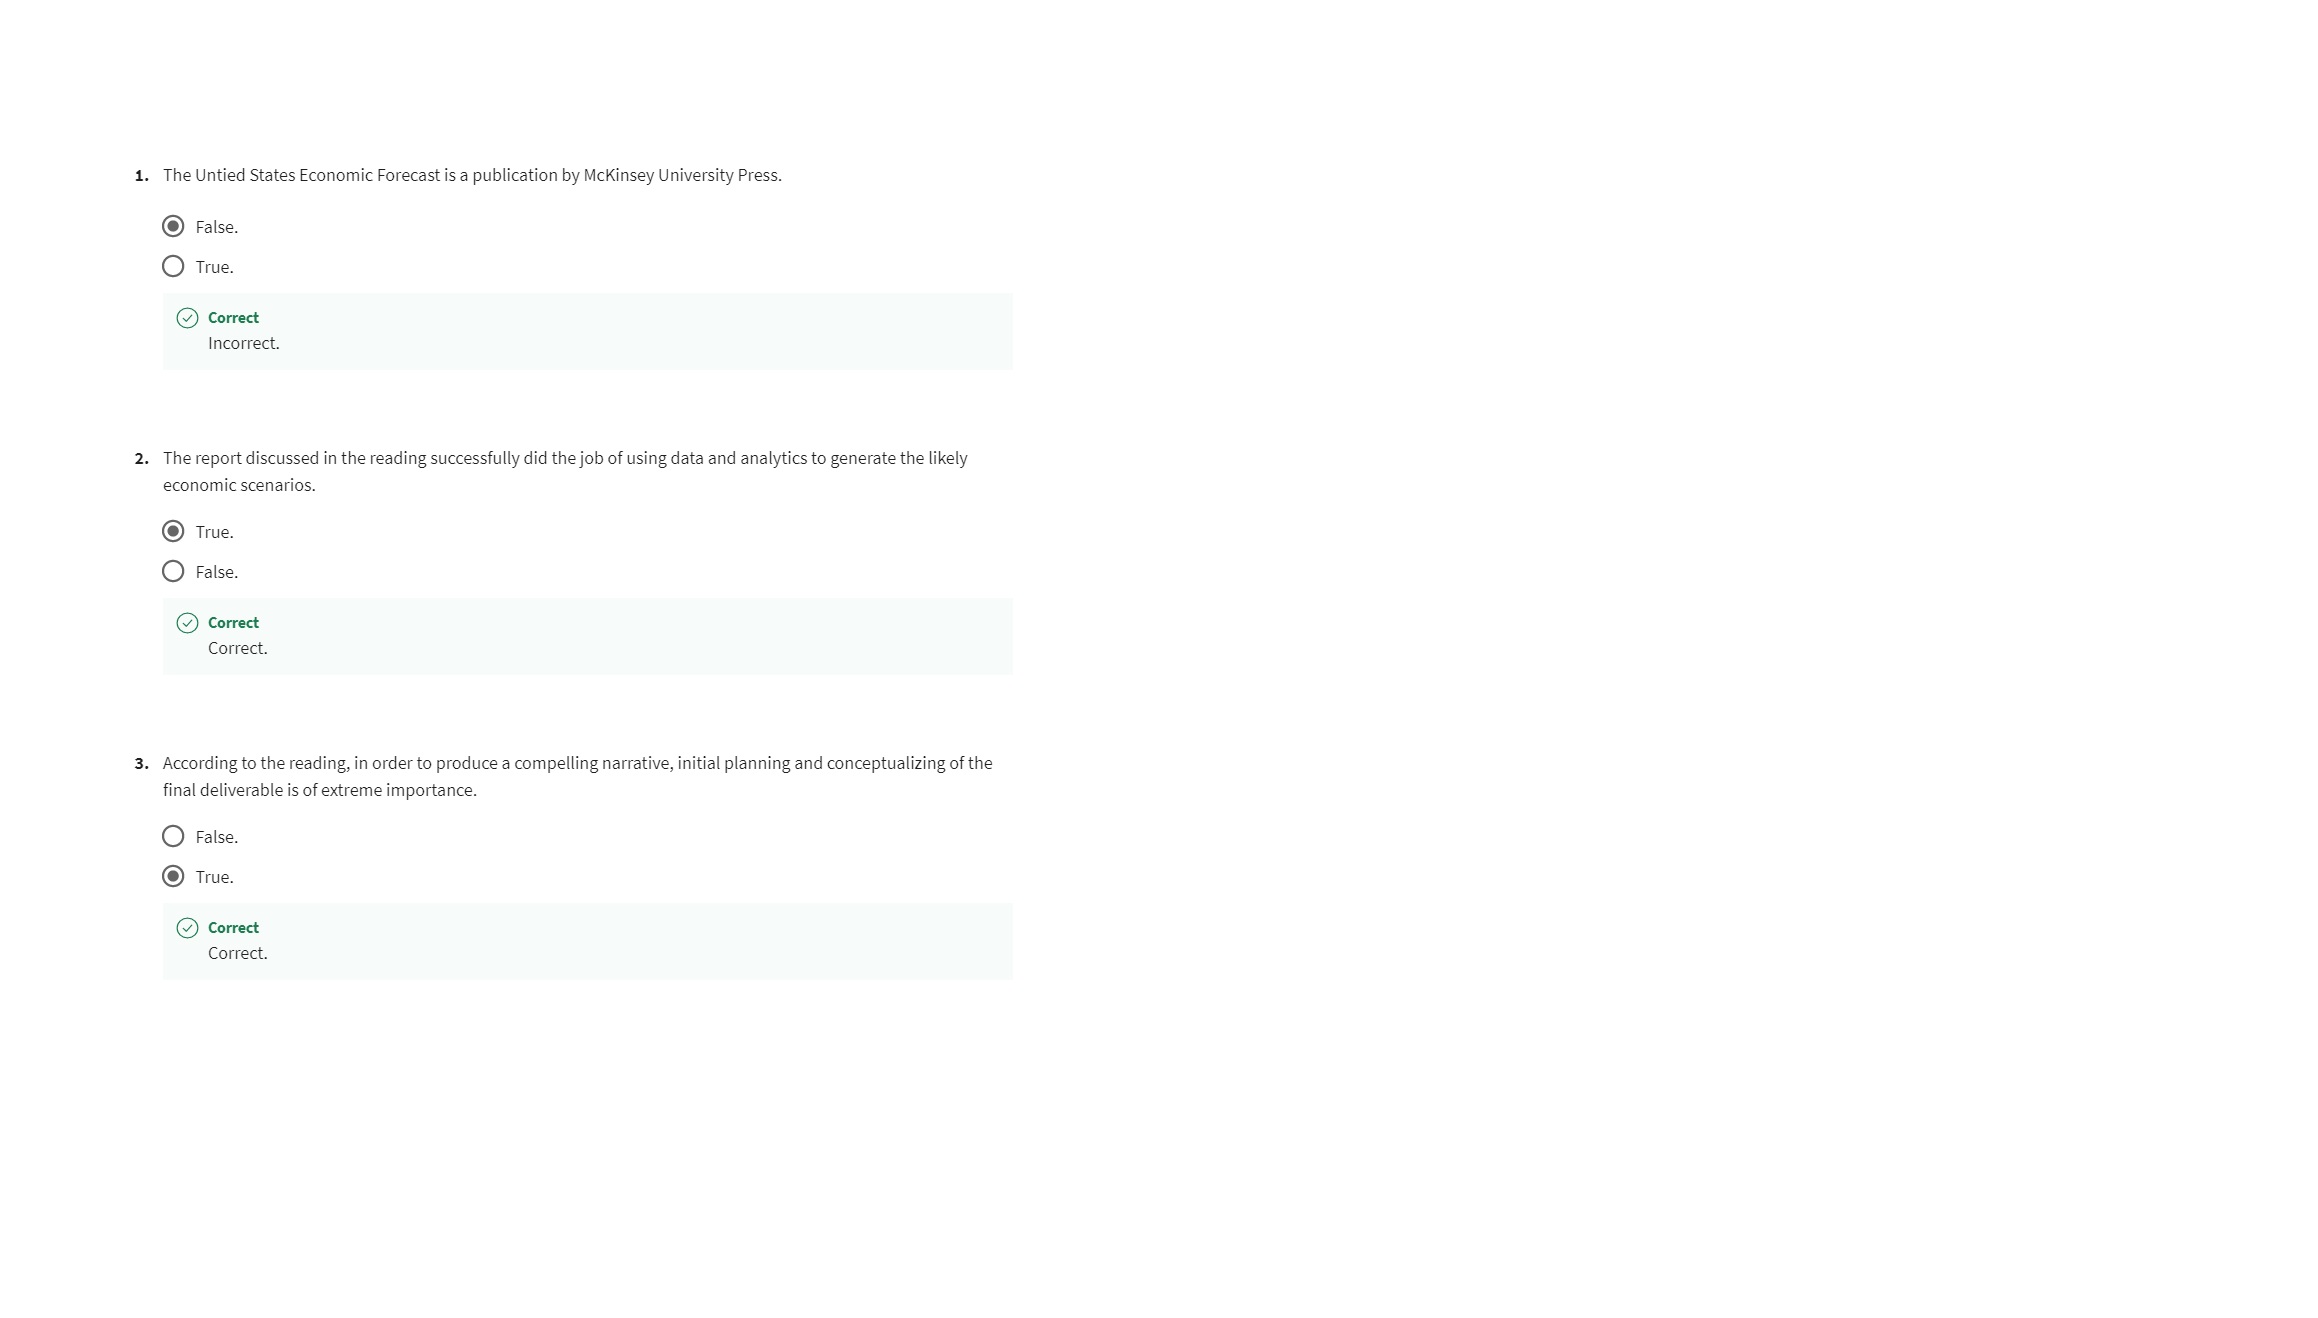 1. The Untied States Economic Forecast is a publication by McKinsey University Press.
False.
True.
Correct
Incorrect.
2. The report discussed in the reading successfully did the job of using data and analytics to generate the likely
economic scenarios.
True.
False.
Correct
Correct.
3. According to the reading, in order to produce a compelling narrative, initial planning and conceptualizing of the
final deliverable is of extreme importance.
False.
True.
Correct
Correct.